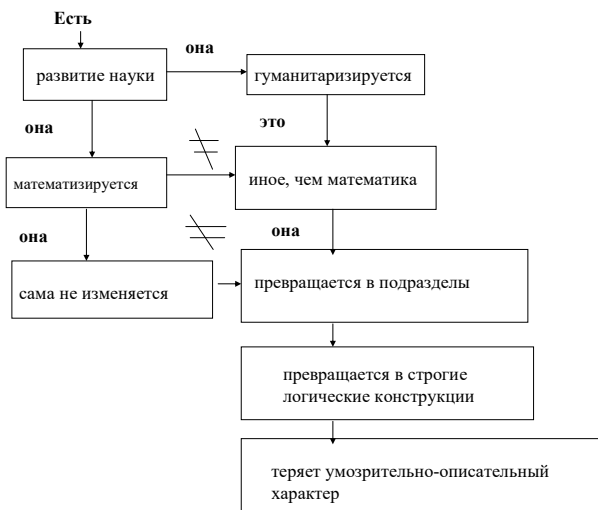 Есть
она
развитие науки
гуманитаризируется
она
это
математизируется
иное, чем математика
она
она
сама не изменяется
превращается в подразделы
превращается в строгие
логические конструкции
теряет умозрительно-описательный
характер